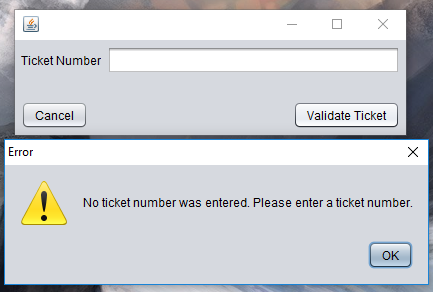 Ticket Number
Cancel
Validate Ticket
Error
No ticket number was entered. Please enter a ticket number.
OK